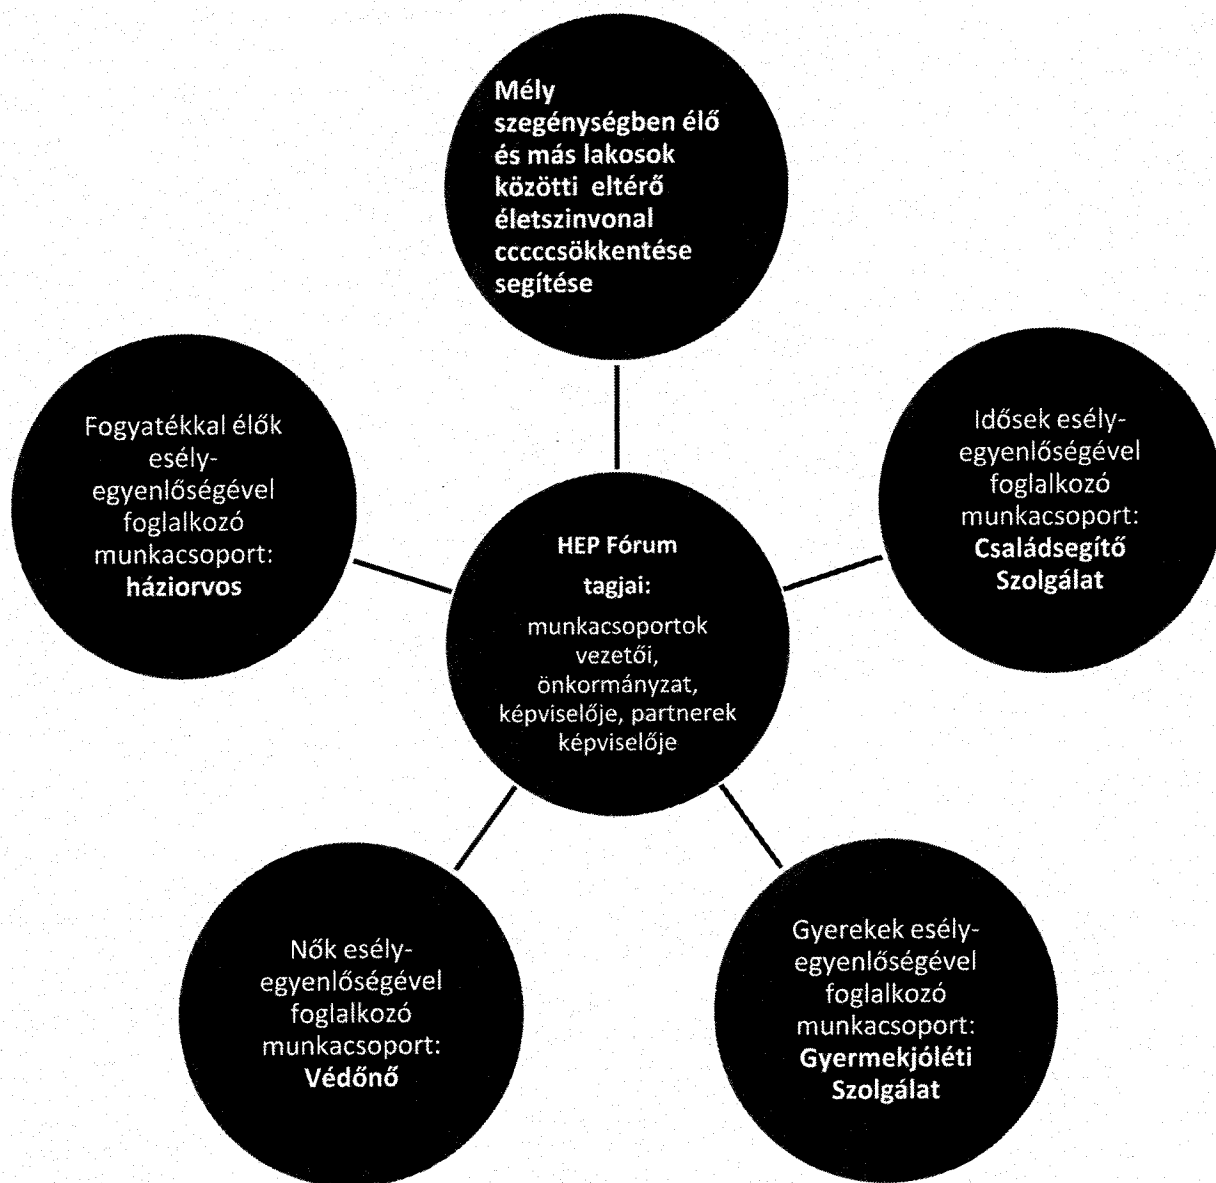 Mély
szegénységben élő
és más lakosok
közötti eltérő
életszinvonal
cccccsökkentése
segítése
Fogyatékkal élők
esély-
egyenlőségével
foglalkozó
munkacsoport:
háziorvos
Idősek esély-
egyenlőségével
foglalkozó
munkacsoport:
Családsegítő
Szolgálat
HEP Fórum
tagjai:
munkacsoportok
vezetői,
önkormányzat,
képviselője, partnerek
képviselője
Nők esély-
egyenlőségével
foglalkozó
munkacsoport:
Védőnő
Gyerekek esély-
egyenlőségével
foglalkozó
munkacsoport:
Gyermekjóléti
Szolgálat